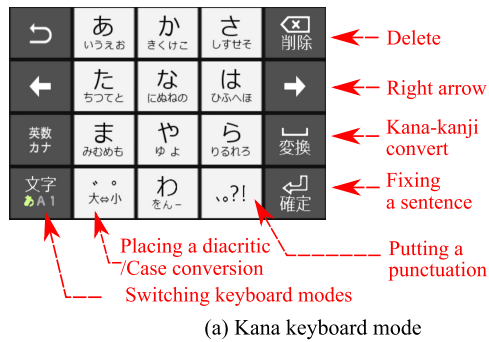 あ
いうえお
か
きくけこ
さ
しすせそ
削除
Delete
た
ちつてと
な
にぬねの
は
ひふへほ
Right arrow
英数
カナ
ま
みむめも
や
ゆ よ
ら
りるれろ
変換
Kana-kanji
convert
文字
あA1
゛ ゜
大⇔小
わ
をんー
、。?!
確定
Fixing
a sentence
Placing a diacritic
/Case conversion
Putting a
punctuation
Switching keyboard modes
(a) Kana keyboard mode